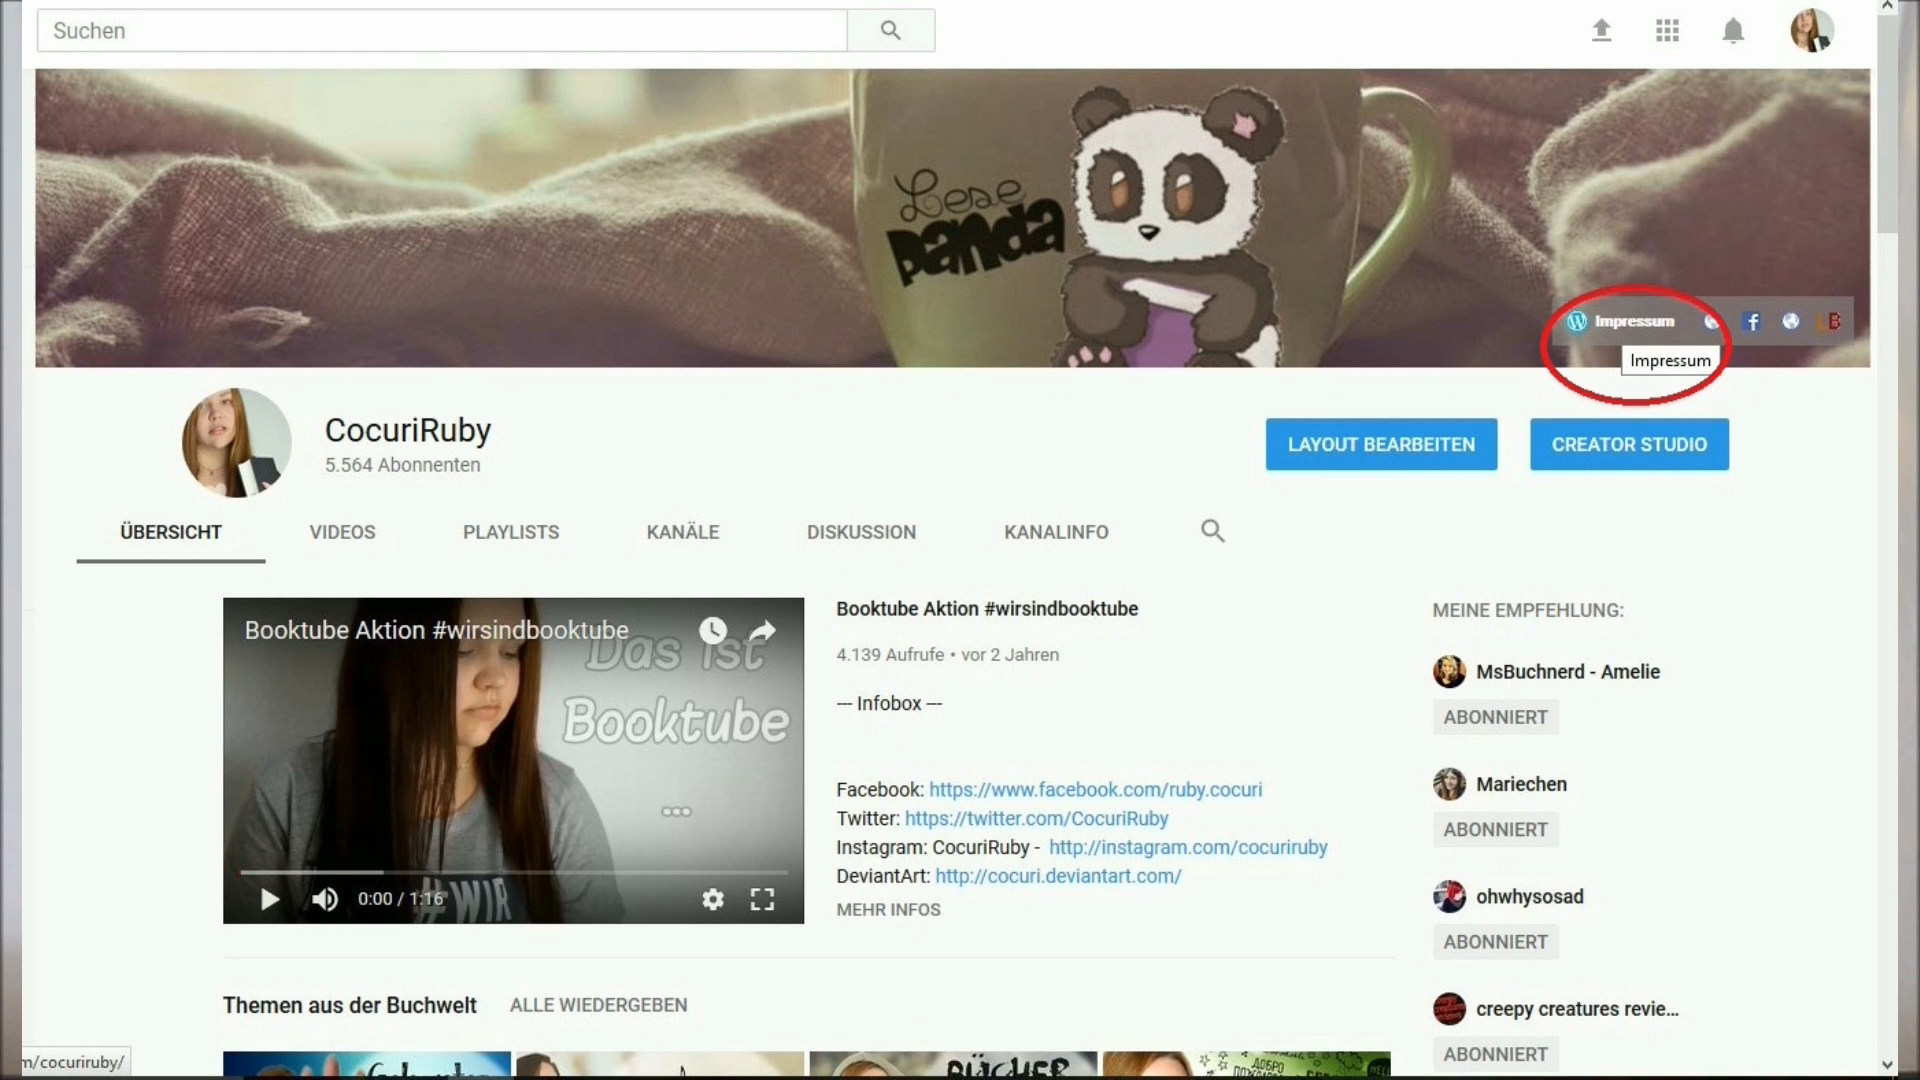 Suchen
Lese
Panda
Impressum
f
LB
Impressum
CocuriRuby
5.564 Abonnenten
LAYOUT BEARBEITEN
CREATOR STUDIO
ÜBERSICHT
VIDEOS
PLAYLISTS
KANÄLE
DISKUSSION
KANALINFO
Booktube Aktion #wirsindbooktube
Das ist
Booktube
...
#WIR
0:00 / 1:16
Booktube Aktion #wirsindbooktube
4.139 Aufrufe • vor 2 Jahren
--- Infobox ---
Facebook: https://www.facebook.com/ruby.cocuri
Twitter: https://twitter.com/CocuriRuby
Instagram: CocuriRuby - http://instagram.com/cocuriruby
DeviantArt: http://cocuri.deviantart.com/
MEHR INFOS
MEINE EMPFEHLUNG:
MsBuchnerd - Amelie
ABONNIERT
Mariechen
ABONNIERT
ohwhysosad
ABONNIERT
creepy creatures revie...
ABONNIERT
Themen aus der Buchwelt ALLE WIEDERGEBEN
BÜCHER
m/cocuriruby/